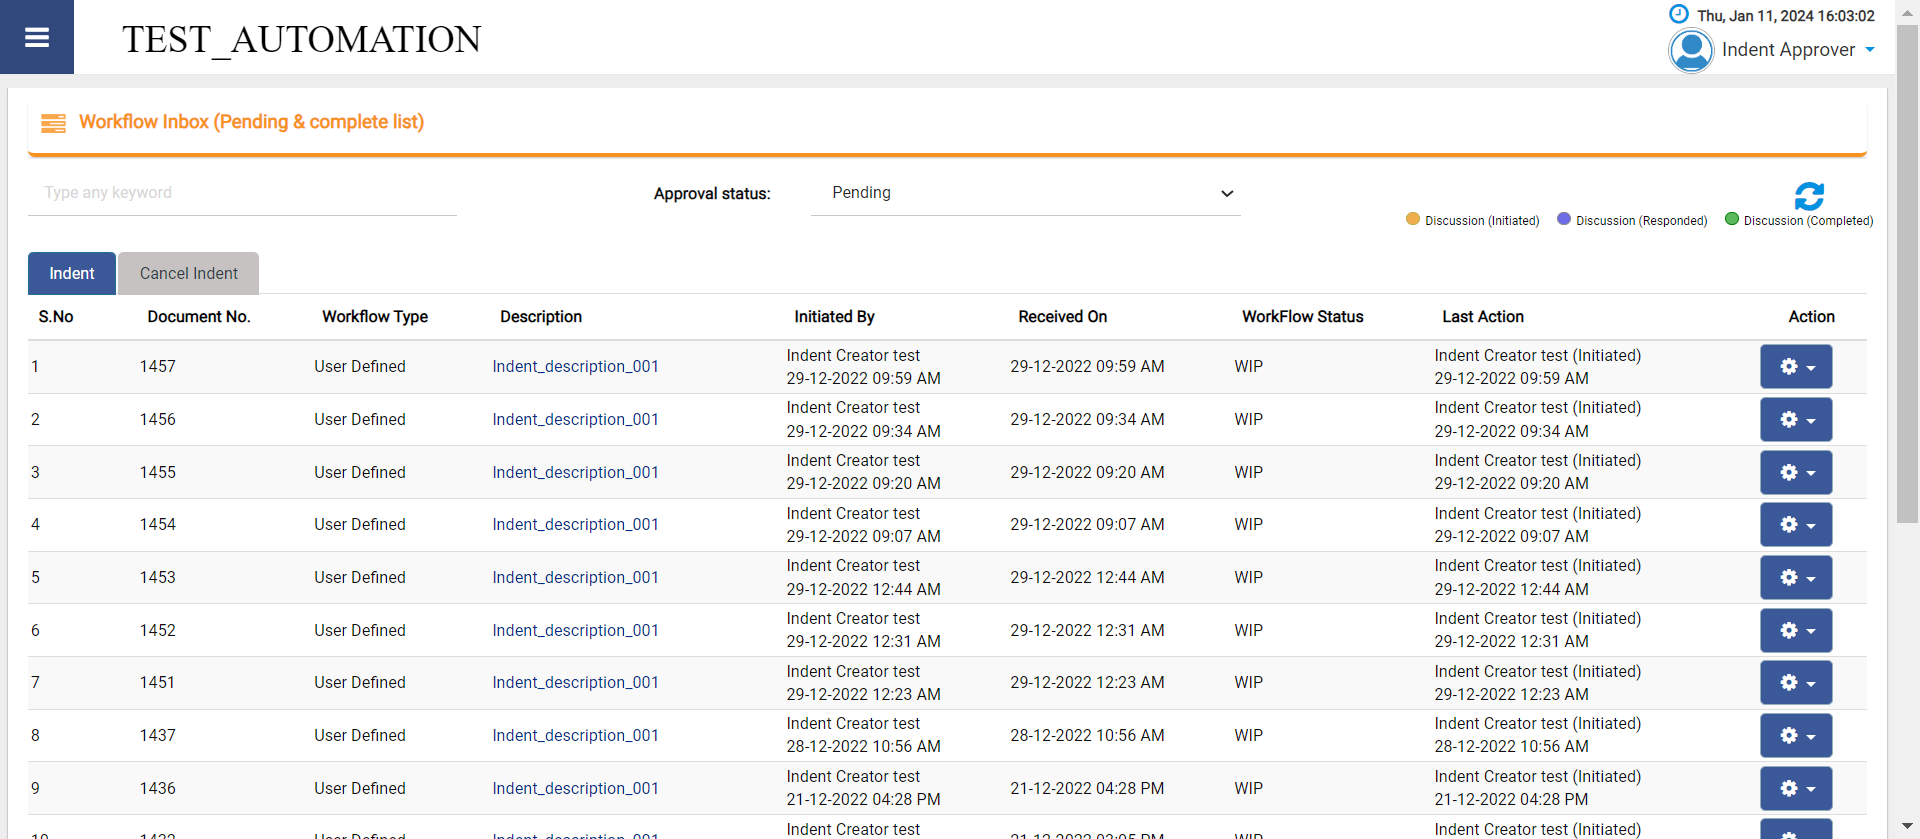 TEST_AUTOMATION
Thu, Jan 11, 2024 16:03:02
Indent Approver
Workflow Inbox (Pending & complete list)
Type any keyword
Approval status:
Pending
Discussion (Initiated) Discussion (Responded) Discussion (Completed)
Indent Cancel Indent
S.No Document No. Workflow Type Description Initiated By Received On WorkFlow Status Last Action Action
1 1457 User Defined Indent_description_001 Indent Creator test 29-12-2022 09:59 AM 29-12-2022 09:59 AM WIP Indent Creator test (Initiated) 29-12-2022 09:59 AM
2 1456 User Defined Indent_description_001 Indent Creator test 29-12-2022 09:34 AM 29-12-2022 09:34 AM WIP Indent Creator test (Initiated) 29-12-2022 09:34 AM
3 1455 User Defined Indent_description_001 Indent Creator test 29-12-2022 09:20 AM 29-12-2022 09:20 AM WIP Indent Creator test (Initiated) 29-12-2022 09:20 AM
4 1454 User Defined Indent_description_001 Indent Creator test 29-12-2022 09:07 AM 29-12-2022 09:07 AM WIP Indent Creator test (Initiated) 29-12-2022 09:07 AM
5 1453 User Defined Indent_description_001 Indent Creator test 29-12-2022 12:44 AM 29-12-2022 12:44 AM WIP Indent Creator test (Initiated) 29-12-2022 12:44 AM
6 1452 User Defined Indent_description_001 Indent Creator test 29-12-2022 12:31 AM 29-12-2022 12:31 AM WIP Indent Creator test (Initiated) 29-12-2022 12:31 AM
7 1451 User Defined Indent_description_001 Indent Creator test 29-12-2022 12:23 AM 29-12-2022 12:23 AM WIP Indent Creator test (Initiated) 29-12-2022 12:23 AM
8 1437 User Defined Indent_description_001 Indent Creator test 28-12-2022 10:56 AM 28-12-2022 10:56 AM WIP Indent Creator test (Initiated) 28-12-2022 10:56 AM
9 1436 User Defined Indent_description_001 Indent Creator test 21-12-2022 04:28 PM 21-12-2022 04:28 PM WIP Indent Creator test (Initiated) 21-12-2022 04:28 PM
User Defined Indent_description_001 Indent Creator test WIP Indent Creator test (Initiated)